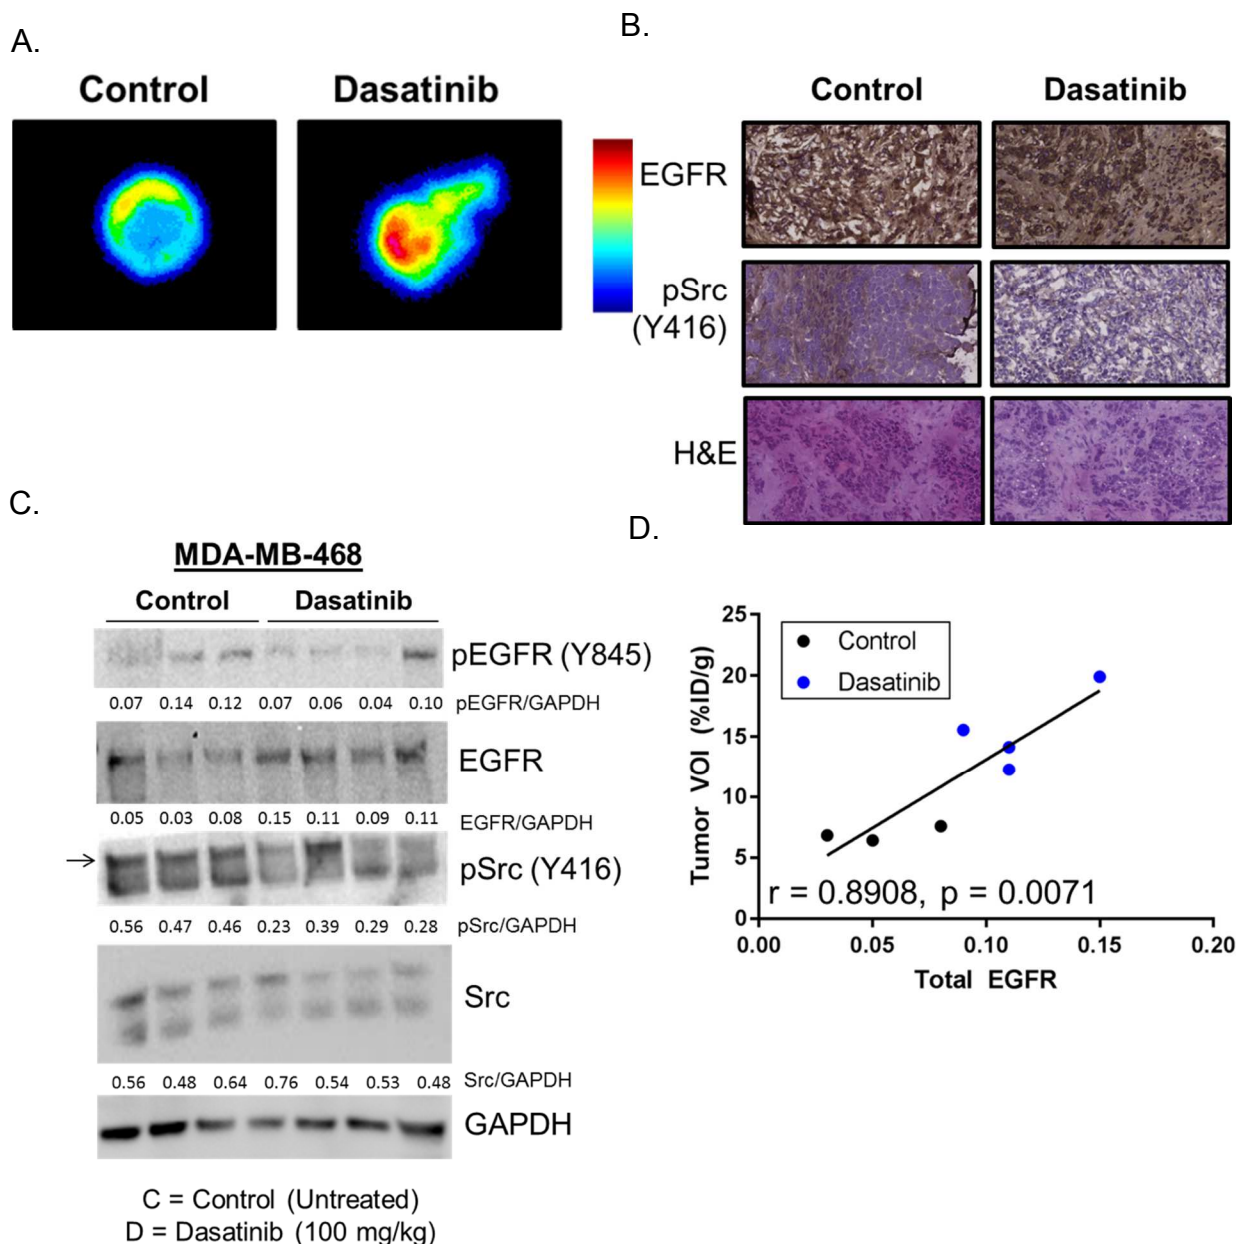 A.
Control Dasatinib
B.
Control Dasatinib
EGFR
pSrc
(Y416)
H&E
C.
MDA-MB-468
Control Dasatinib
pEGFR (Y845)
0.07 0.14 0.12 0.07 0.06 0.04 0.10 pEGFR/GAPDH
EGFR
0.05 0.03 0.08 0.15 0.11 0.09 0.11 EGFR/GAPDH
pSrc (Y416)
0.56 0.47 0.46 0.23 0.39 0.29 0.28 pSrc/GAPDH
Src
0.56 0.48 0.64 0.76 0.54 0.53 0.48 Src/GAPDH
GAPDH
C = Control (Untreated)
D = Dasatinib (100 mg/kg)
D.
Tumor VOI (%ID/g)
25
20
15
10
5
0
Control
Dasatinib
r = 0.8908, p = 0.0071
0.00 0.05 0.10 0.15 0.20
Total EGFR